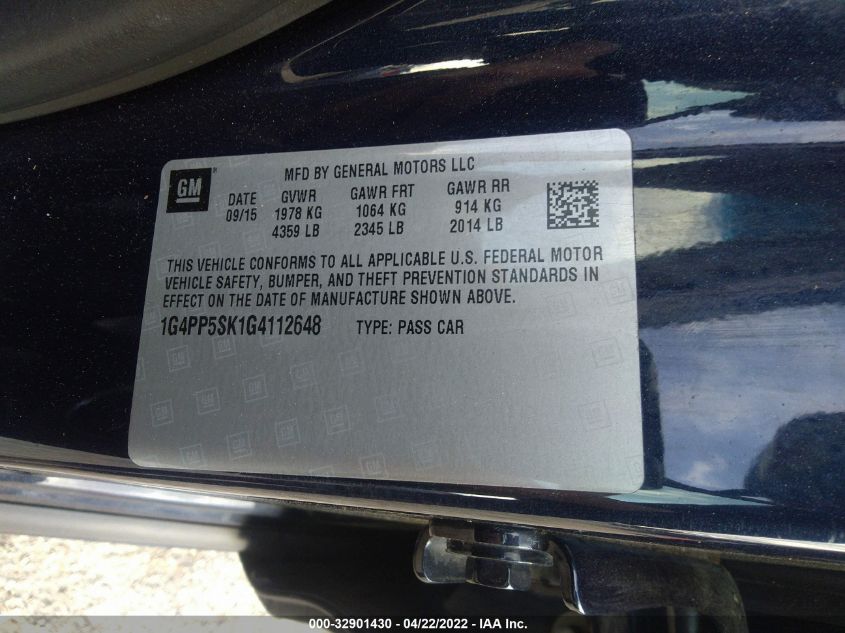 MFD BY GENERAL MOTORS LLC
GM
DATE GVWR GAWR FRT GAWR RR
09/15 1978 KG 1064 KG 914 KG
4359 LB 2345 LB 2014 LB
THIS VEHICLE CONFORMS TO ALL APPLICABLE U.S. FEDERAL MOTOR
VEHICLE SAFETY, BUMPER, AND THEFT PREVENTION STANDARDS IN
EFFECT ON THE DATE OF MANUFACTURE SHOWN ABOVE.
1G4PP5SK1G4112648 TYPE: PASS CAR
000-32901430 - 04/22/2022 - IAA Inc.